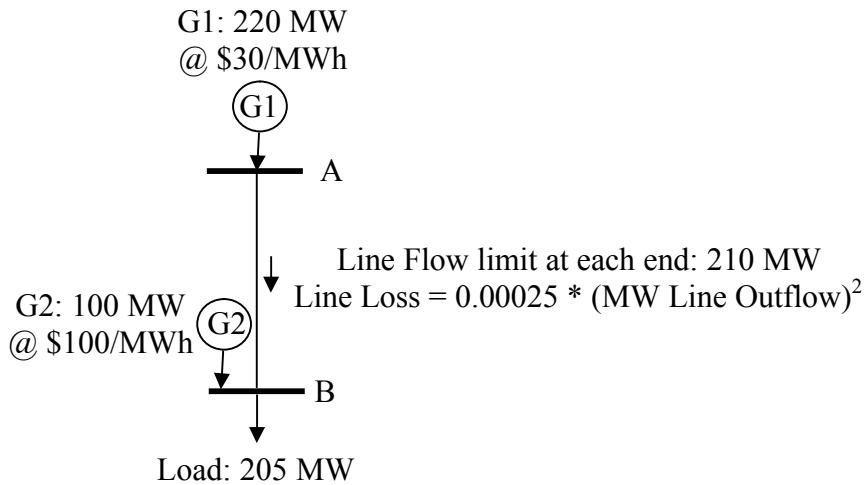 G1: 220 MW
@ $30/MWh
G1
A
Line Flow limit at each end: 210 MW
Line Loss = 0.00025 * (MW Line Outflow)²
G2: 100 MW
@ $100/MWh
G2
B
Load: 205 MW